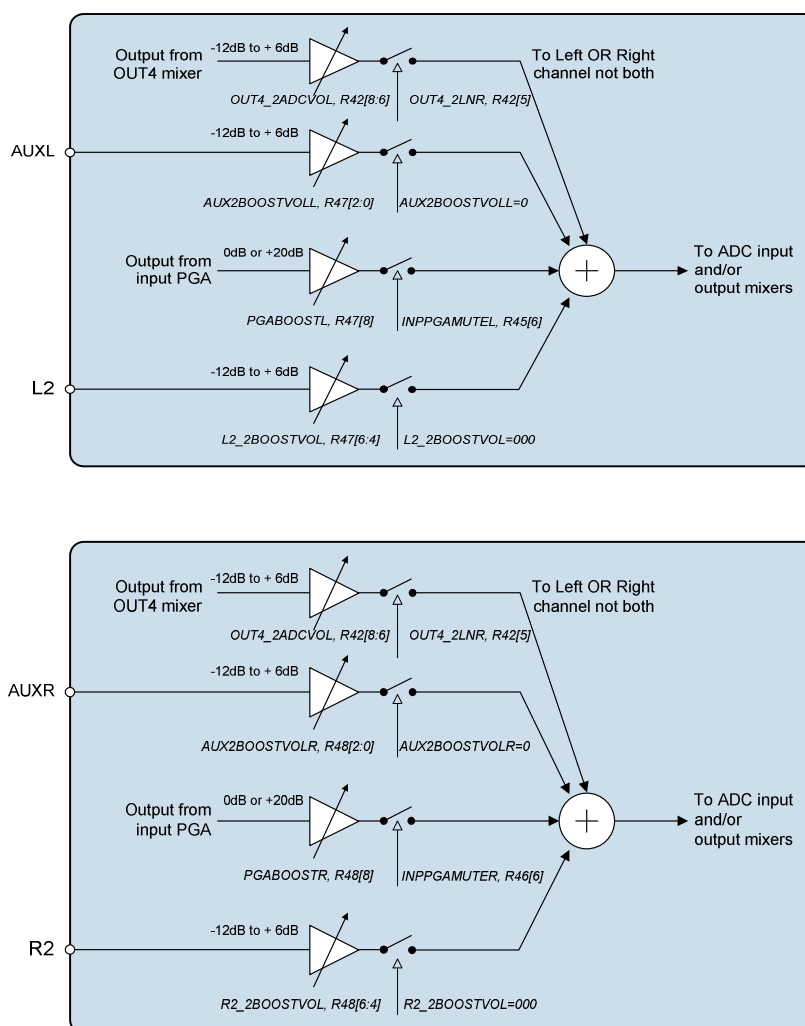 Output from
OUT4 mixer
-12dB to + 6dB
To Left OR Right
channel not both
OUT4_2ADCVOL, R42[8:6]
OUT4_2LNR, R42[5]
AUXL
-12dB to + 6dB
AUX2BOOSTVOLL, R47[2:0]
AUX2BOOSTVOLL=0
Output from
input PGA
0dB or +20dB
To ADC input
and/or
output mixers
PGABOOSTL, R47[8]
INPPGAMUTEL, R45[6]
L2
-12dB to + 6dB
L2_2BOOSTVOL, R47[6:4]
L2_2BOOSTVOL=000
Output from
OUT4 mixer
-12dB to + 6dB
To Left OR Right
channel not both
OUT4_2ADCVOL, R42[8:6]
OUT4_2LNR, R42[5]
AUXR
-12dB to + 6dB
AUX2BOOSTVOLR, R48[2:0]
AUX2BOOSTVOLR=0
Output from
input PGA
0dB or +20dB
To ADC input
and/or
output mixers
PGABOOSTR, R48[8]
INPPGAMUTER, R46[6]
R2
-12dB to + 6dB
R2_2BOOSTVOL, R48[6:4]
R2_2BOOSTVOL=000